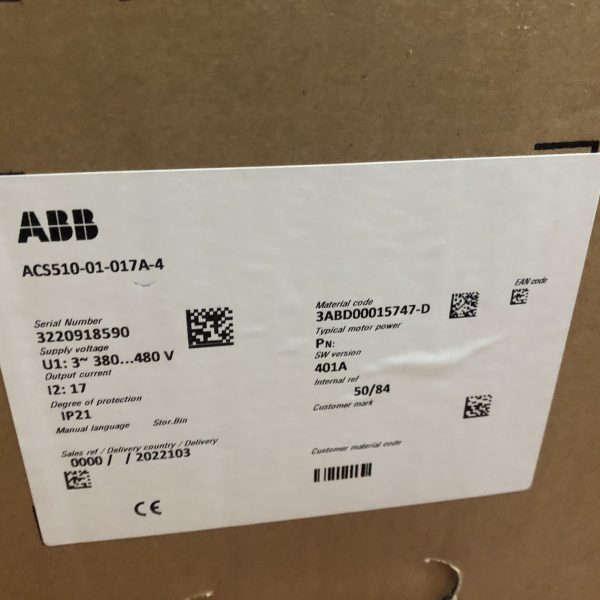 ABB
ACS510-01-017A-4
Serial Number
3220918590
Supply voltage
U1: 3~ 380...480 V
Output current
I2: 17
Degree of protection
IP21
Manual language Stor.Bin
Sales ref / Delivery country / Delivery
0000 / / 2022103
CE
EAN code
Material code
3ABD00015747-D
Typical motor power
PN:
SW version
401A
Internal ref
50/84
Customer mark
Customer material code